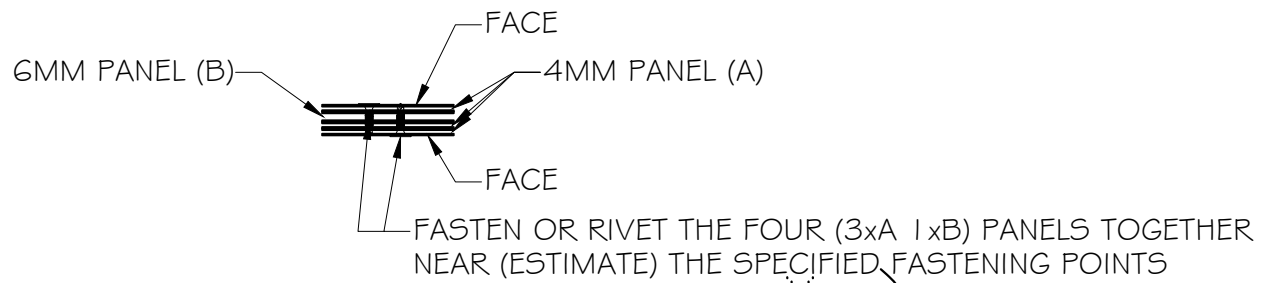 FACE
6MM PANEL (B)
4MM PANEL (A)
FACE
FASTEN OR RIVET THE FOUR (3xA 1xB) PANELS TOGETHER
NEAR (ESTIMATE) THE SPECIFIED FASTENING POINTS